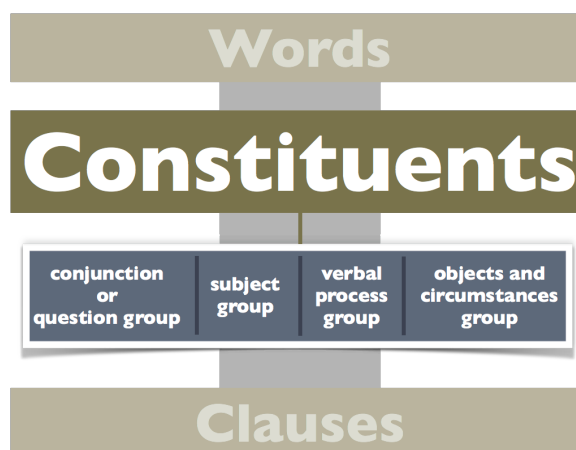 Words
Constituents
conjunction
or
question group
subject
group
verbal
process
group
objects and
circumstances
group
Clauses